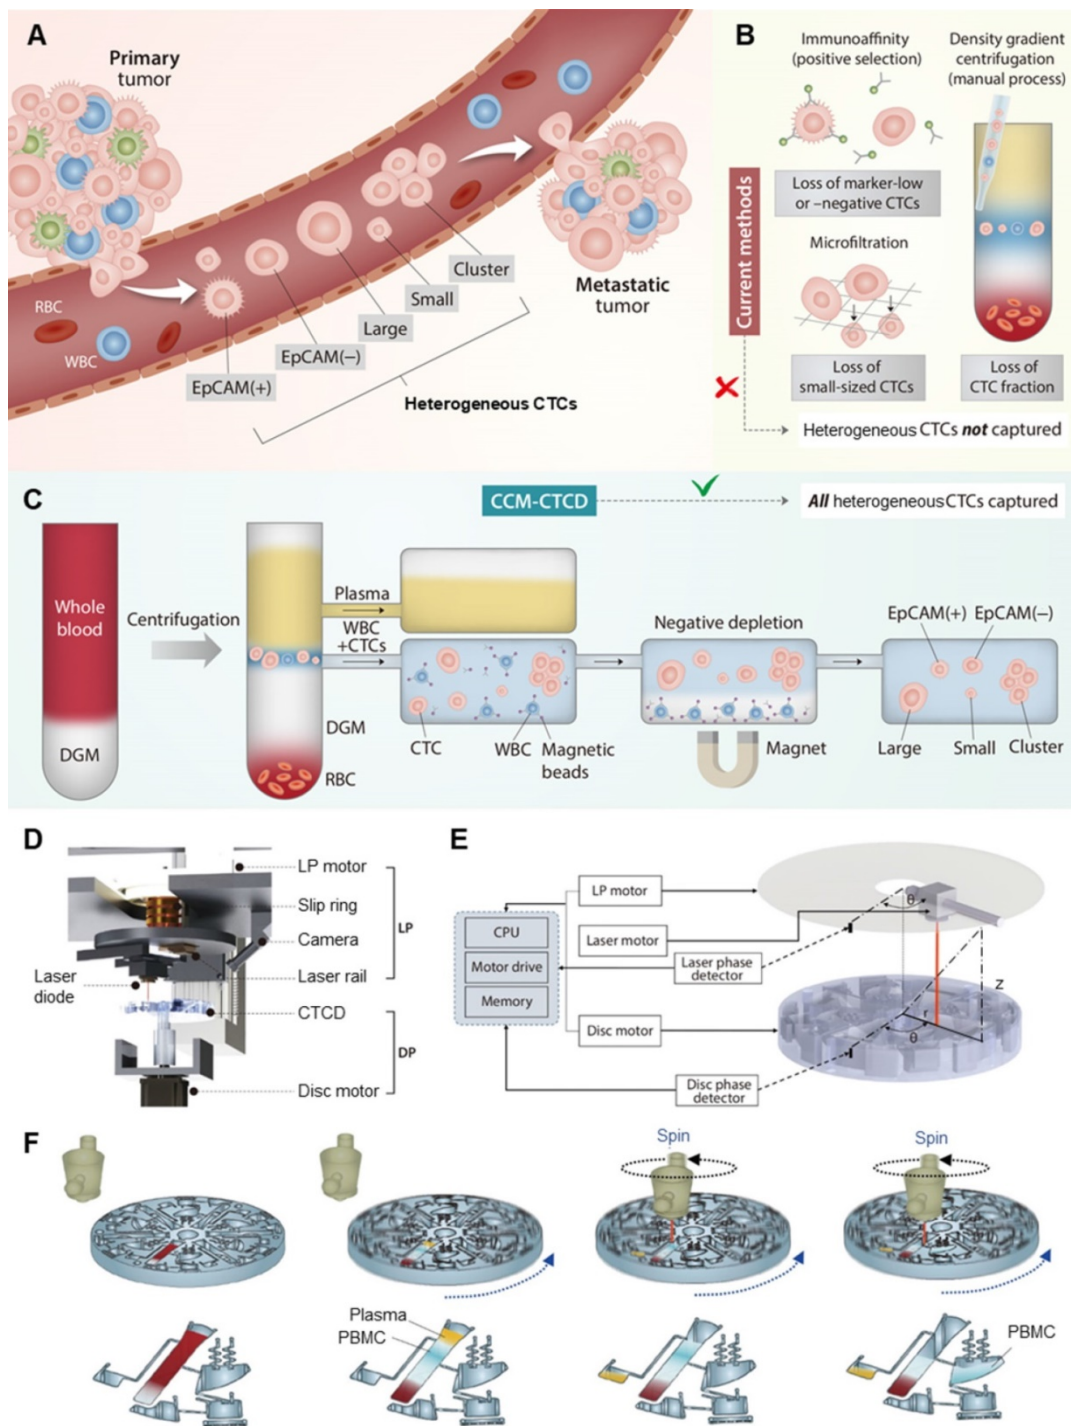 A
Primary
tumor
RBC
WBC
EpCAM(+)
EpCAM(−)
Large
Small
Cluster
Heterogeneous CTCs
Metastatic
tumor
B
Immunoaffinity
(positive selection)
Density gradient
centrifugation
(manual process)
Current methods
Loss of marker-low
or –negative CTCs
Microfiltration
Loss of
small-sized CTCs
Loss of
CTC fraction
Heterogeneous CTCs not captured
C
CCM-CTCD
All heterogeneous CTCs captured
Whole
blood
DGM
Centrifugation
Plasma
WBC
+CTCs
DGM
RBC
CTC
WBC
Magnetic
beads
Negative depletion
Magnet
EpCAM(+)
EpCAM(−)
Large
Small
Cluster
D
LP motor
Slip ring
Camera
Laser rail
Laser
diode
CTCD
Disc motor
LP
DP
E
LP motor
CPU
Motor drive
Memory
Laser motor
Laser phase
detector
Disc motor
Disc phase
detector
θ
z
θ
F
Spin
Spin
Plasma
PBMC
PBMC